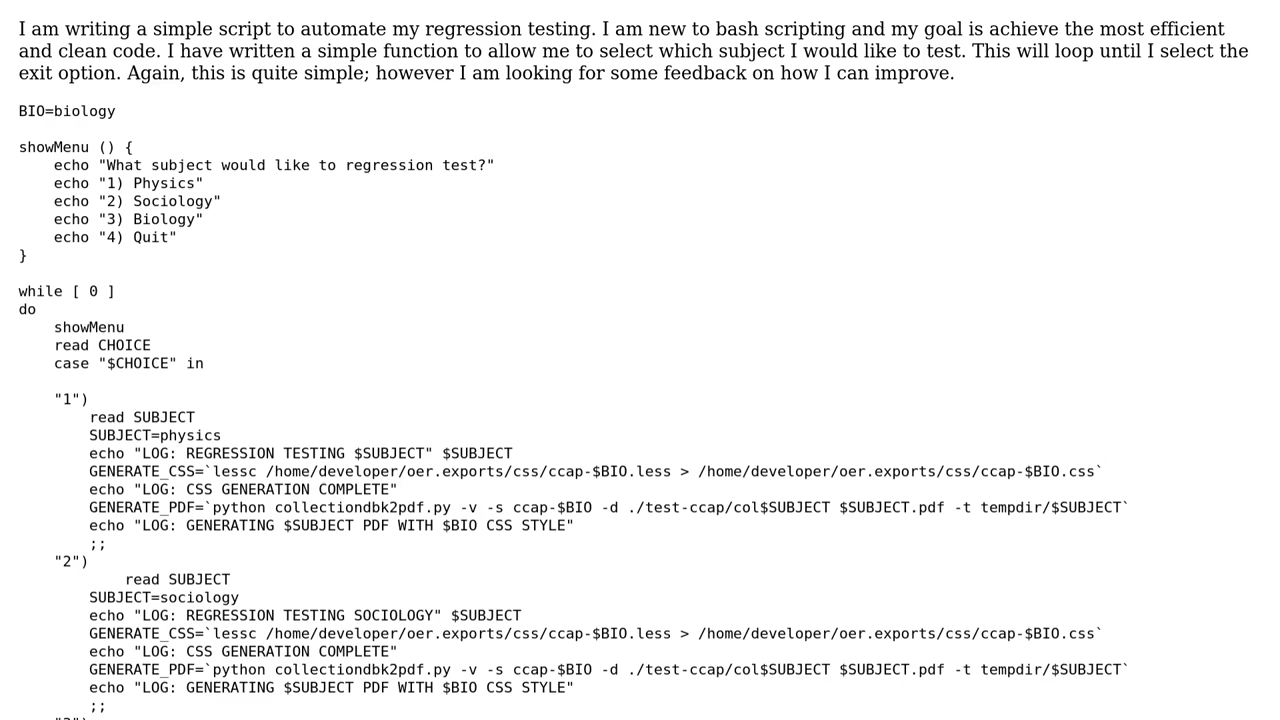 I am writing a simple script to automate my regression testing. I am new to bash scripting and my goal is achieve the most efficient
and clean code. I have written a simple function to allow me to select which subject I would like to test. This will loop until I select the
exit option. Again, this is quite simple; however I am looking for some feedback on how I can improve.
BIO=biology
showMenu () {
echo "What subject would like to regression test?"
echo "1) Physics"
echo "2) Sociology"
echo "3) Biology"
echo "4) Quit"
}
while [ 0 ]
do
showMenu
read CHOICE
case "$CHOICE" in
"1")
read SUBJECT
SUBJECT=physics
echo "LOG: REGRESSION TESTING $SUBJECT" $SUBJECT
GENERATE_CSS=`lessc /home/developer/oer.exports/css/ccap-$BIO.less > /home/developer/oer.exports/css/ccap-$BIO.css`
echo "LOG: CSS GENERATION COMPLETE"
GENERATE_PDF=`python collectiondbk2pdf.py -v -s ccap-$BIO -d ./test-ccap/col$SUBJECT $SUBJECT.pdf -t tempdir/$SUBJECT`
echo "LOG: GENERATING $SUBJECT PDF WITH $BIO CSS STYLE"
;;
"2")
read SUBJECT
SUBJECT=sociology
echo "LOG: REGRESSION TESTING SOCIOLOGY" $SUBJECT
GENERATE_CSS=`lessc /home/developer/oer.exports/css/ccap-$BIO.less > /home/developer/oer.exports/css/ccap-$BIO.css`
echo "LOG: CSS GENERATION COMPLETE"
GENERATE_PDF=`python collectiondbk2pdf.py -v -s ccap-$BIO -d ./test-ccap/col$SUBJECT $SUBJECT.pdf -t tempdir/$SUBJECT`
echo "LOG: GENERATING $SUBJECT PDF WITH $BIO CSS STYLE"
;;